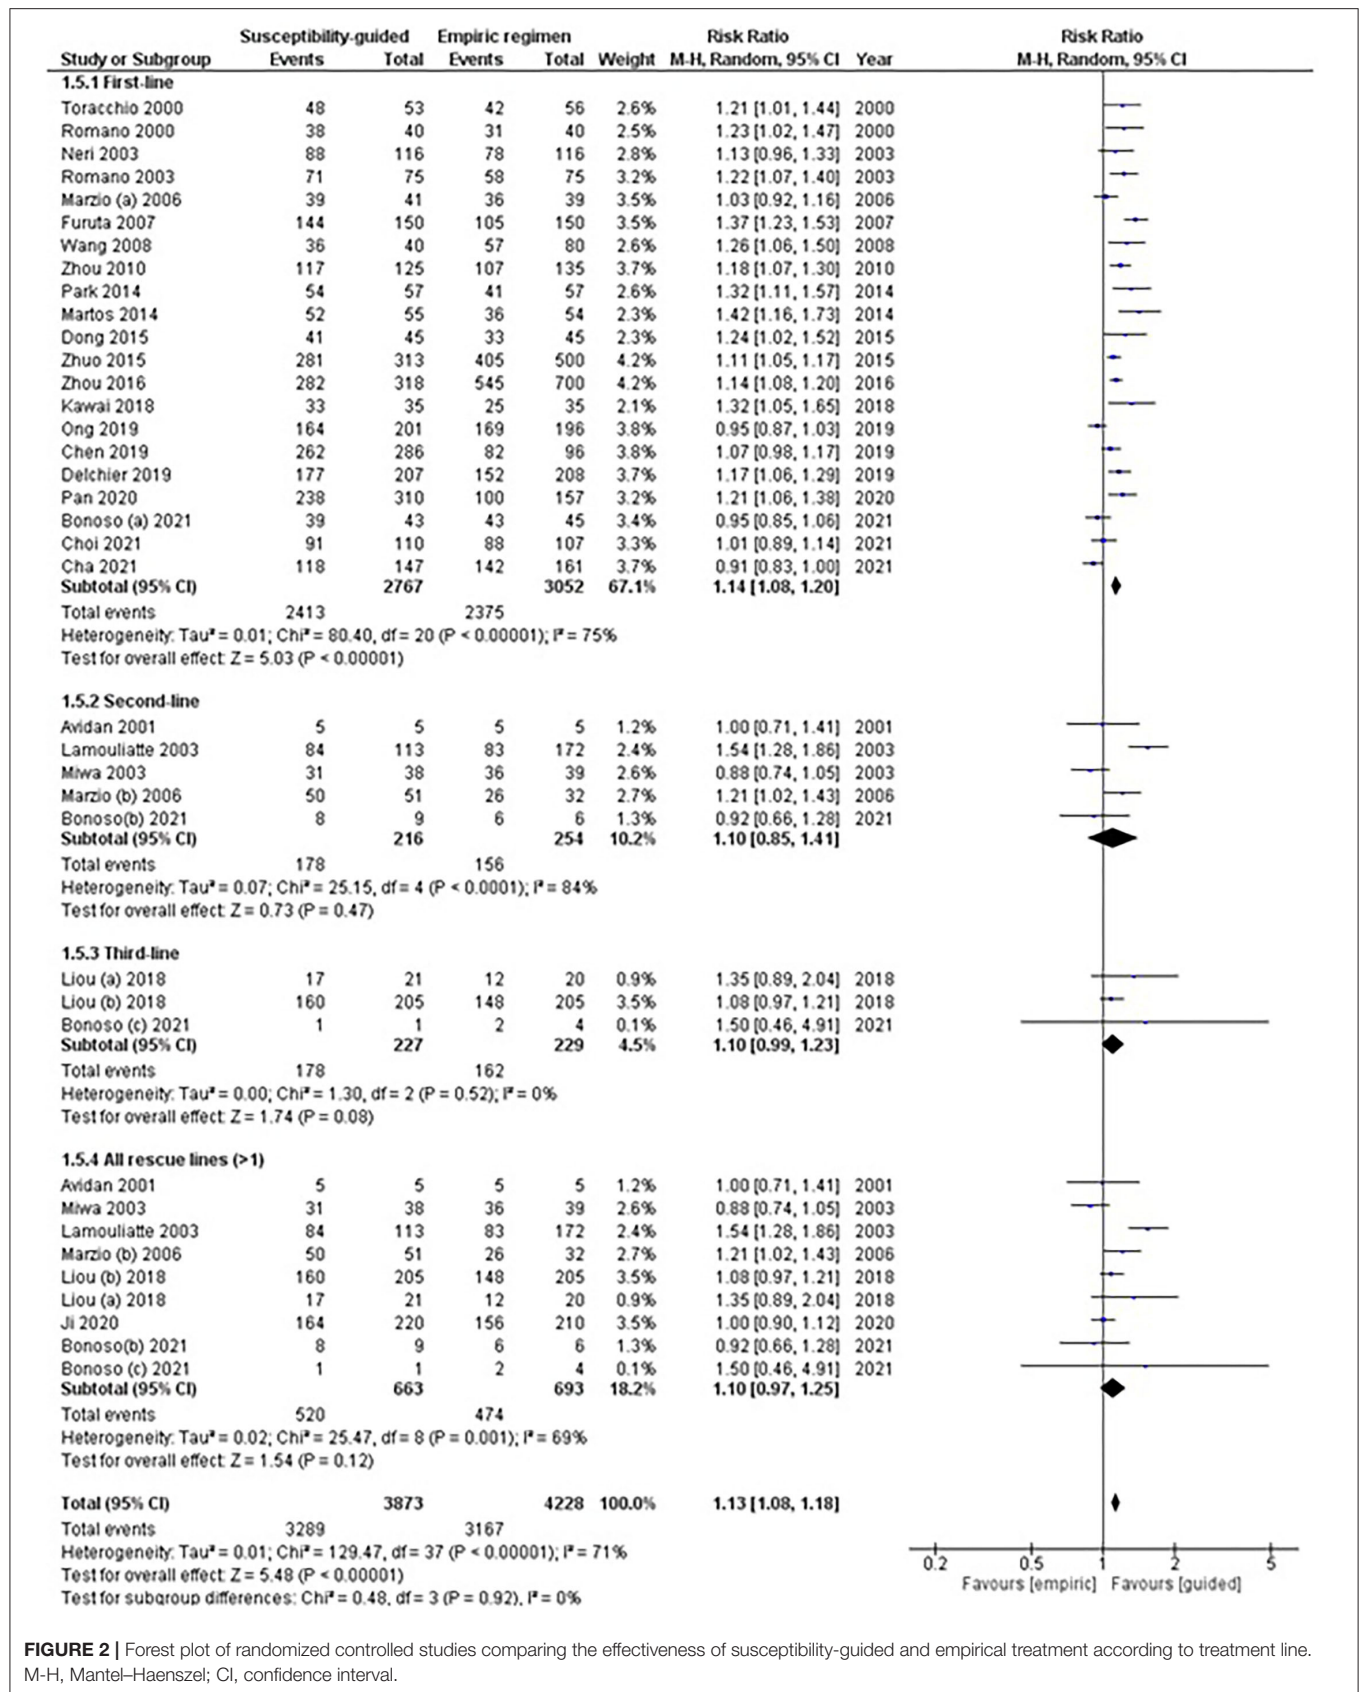 Susceptibility-guided Empiric regimen Risk Ratio Risk Ratio
Study or Subgroup Events Total Events Total Weight M-H, Random, 95% CI Year M-H, Random, 95% CI
1.5.1 First-line
Toracchio 2000 48 53 42 56 2.6% 1.21 [1.01, 1.44] 2000
Romano 2000 38 40 31 40 2.5% 1.23 [1.02, 1.47] 2000
Neri 2003 88 116 78 116 2.8% 1.13 [0.96, 1.33] 2003
Romano 2003 71 75 58 75 3.2% 1.22 [1.07, 1.40] 2003
Marzio (a) 2006 39 41 36 39 3.5% 1.03 [0.92, 1.16] 2006
Furuta 2007 144 150 105 150 3.5% 1.37 [1.23, 1.53] 2007
Wang 2008 36 40 57 80 2.6% 1.26 [1.06, 1.50] 2008
Zhou 2010 117 125 107 135 3.7% 1.18 [1.07, 1.30] 2010
Park 2014 54 57 41 57 2.6% 1.32 [1.11, 1.57] 2014
Martos 2014 52 55 36 54 2.3% 1.42 [1.16, 1.73] 2014
Dong 2015 41 45 33 45 2.3% 1.24 [1.02, 1.52] 2015
Zhuo 2015 281 313 405 500 4.2% 1.11 [1.05, 1.17] 2015
Zhou 2016 282 318 545 700 4.2% 1.14 [1.08, 1.20] 2016
Kawai 2018 33 35 25 35 2.1% 1.32 [1.05, 1.65] 2018
Ong 2019 164 201 169 196 3.8% 0.95 [0.87, 1.03] 2019
Chen 2019 262 286 82 96 3.8% 1.07 [0.98, 1.17] 2019
Delchier 2019 177 207 152 208 3.7% 1.17 [1.06, 1.29] 2019
Pan 2020 238 310 100 157 3.2% 1.21 [1.06, 1.38] 2020
Bonoso (a) 2021 39 43 43 45 3.4% 0.95 [0.85, 1.06] 2021
Choi 2021 91 110 88 107 3.3% 1.01 [0.89, 1.14] 2021
Cha 2021 118 147 142 161 3.7% 0.91 [0.83, 1.00] 2021
Subtotal (95% CI) 2767 3052 67.1% 1.14 [1.08, 1.20]
Total events 2413 2375
Heterogeneity: Tau² = 0.01; Chi² = 80.40, df = 20 (P < 0.00001); I² = 75%
Test for overall effect: Z = 5.03 (P < 0.00001)
1.5.2 Second-line
Avidan 2001 5 5 5 5 1.2% 1.00 [0.71, 1.41] 2001
Lamouliatte 2003 84 113 83 172 2.4% 1.54 [1.28, 1.86] 2003
Miwa 2003 31 38 36 39 2.6% 0.88 [0.74, 1.05] 2003
Marzio (b) 2006 50 51 26 32 2.7% 1.21 [1.02, 1.43] 2006
Bonoso(b) 2021 8 9 6 6 1.3% 0.92 [0.66, 1.28] 2021
Subtotal (95% CI) 216 254 10.2% 1.10 [0.85, 1.41]
Total events 178 156
Heterogeneity: Tau² = 0.07; Chi² = 25.15, df = 4 (P < 0.0001); I² = 84%
Test for overall effect: Z = 0.73 (P = 0.47)
1.5.3 Third-line
Liou (a) 2018 17 21 12 20 0.9% 1.35 [0.89, 2.04] 2018
Liou (b) 2018 160 205 148 205 3.5% 1.08 [0.97, 1.21] 2018
Bonoso (c) 2021 1 1 2 4 0.1% 1.50 [0.46, 4.91] 2021
Subtotal (95% CI) 227 229 4.5% 1.10 [0.99, 1.23]
Total events 178 162
Heterogeneity: Tau² = 0.00; Chi² = 1.30, df = 2 (P = 0.52); I² = 0%
Test for overall effect: Z = 1.74 (P = 0.08)
1.5.4 All rescue lines (>1)
Avidan 2001 5 5 5 5 1.2% 1.00 [0.71, 1.41] 2001
Miwa 2003 31 38 36 39 2.6% 0.88 [0.74, 1.05] 2003
Lamouliatte 2003 84 113 83 172 2.4% 1.54 [1.28, 1.86] 2003
Marzio (b) 2006 50 51 26 32 2.7% 1.21 [1.02, 1.43] 2006
Liou (b) 2018 160 205 148 205 3.5% 1.08 [0.97, 1.21] 2018
Liou (a) 2018 17 21 12 20 0.9% 1.35 [0.89, 2.04] 2018
Ji 2020 164 220 156 210 3.5% 1.00 [0.90, 1.12] 2020
Bonoso(b) 2021 8 9 6 6 1.3% 0.92 [0.66, 1.28] 2021
Bonoso (c) 2021 1 1 2 4 0.1% 1.50 [0.46, 4.91] 2021
Subtotal (95% CI) 663 693 18.2% 1.10 [0.97, 1.25]
Total events 520 474
Heterogeneity: Tau² = 0.02; Chi² = 25.47, df = 8 (P = 0.001); I² = 69%
Test for overall effect: Z = 1.54 (P = 0.12)
Total (95% CI) 3873 4228 100.0% 1.13 [1.08, 1.18]
Total events 3289 3167
Heterogeneity: Tau² = 0.01; Chi² = 129.47, df = 37 (P < 0.00001); I² = 71%
Test for overall effect: Z = 5.48 (P < 0.00001)
Test for subgroup differences: Chi² = 0.48, df = 3 (P = 0.92), I² = 0%
0.2 0.5 1 2 5
Favours [empiric] Favours [guided]
FIGURE 2 | Forest plot of randomized controlled studies comparing the effectiveness of susceptibility-guided and empirical treatment according to treatment line.
M-H, Mantel–Haenszel; CI, confidence interval.